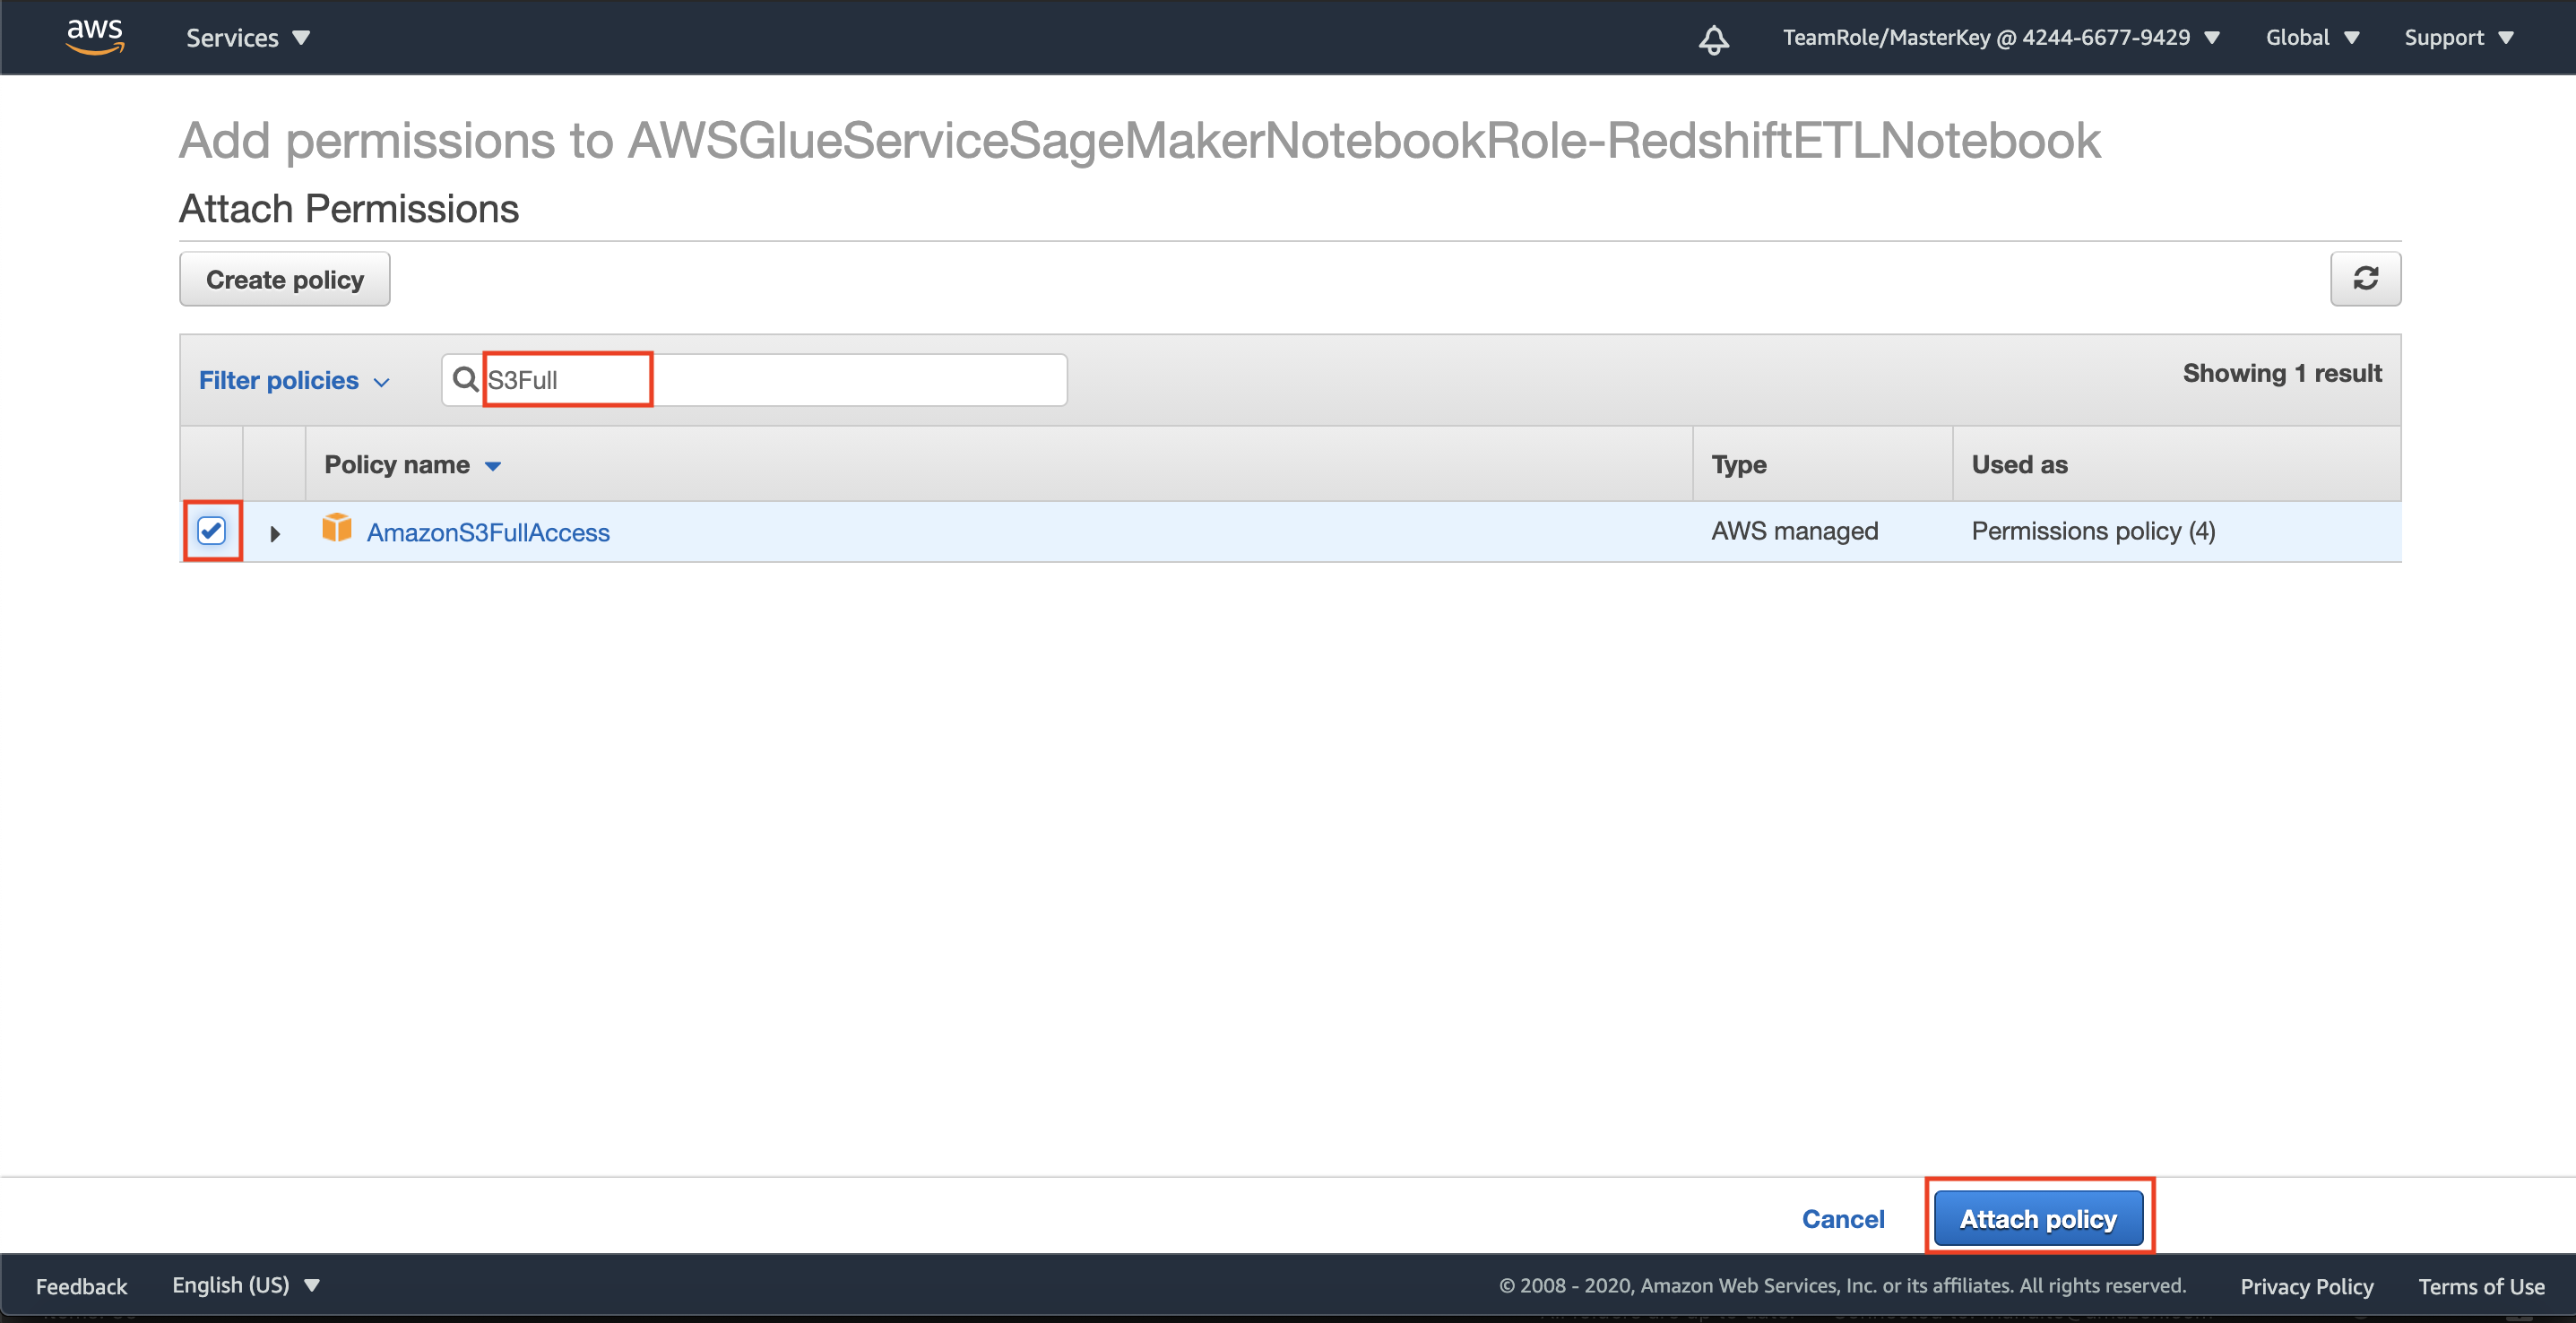 aws Services TeamRole/MasterKey @ 4244-6677-9429 Global Support
Add permissions to AWSGlueServiceSageMakerNotebookRole-RedshiftETLNotebook
Attach Permissions
Create policy
Filter policies S3Full Showing 1 result
Policy name Type Used as
AmazonS3FullAccess AWS managed Permissions policy (4)
Cancel Attach policy
Feedback English (US) © 2008 - 2020, Amazon Web Services, Inc. or its affiliates. All rights reserved. Privacy Policy Terms of Use